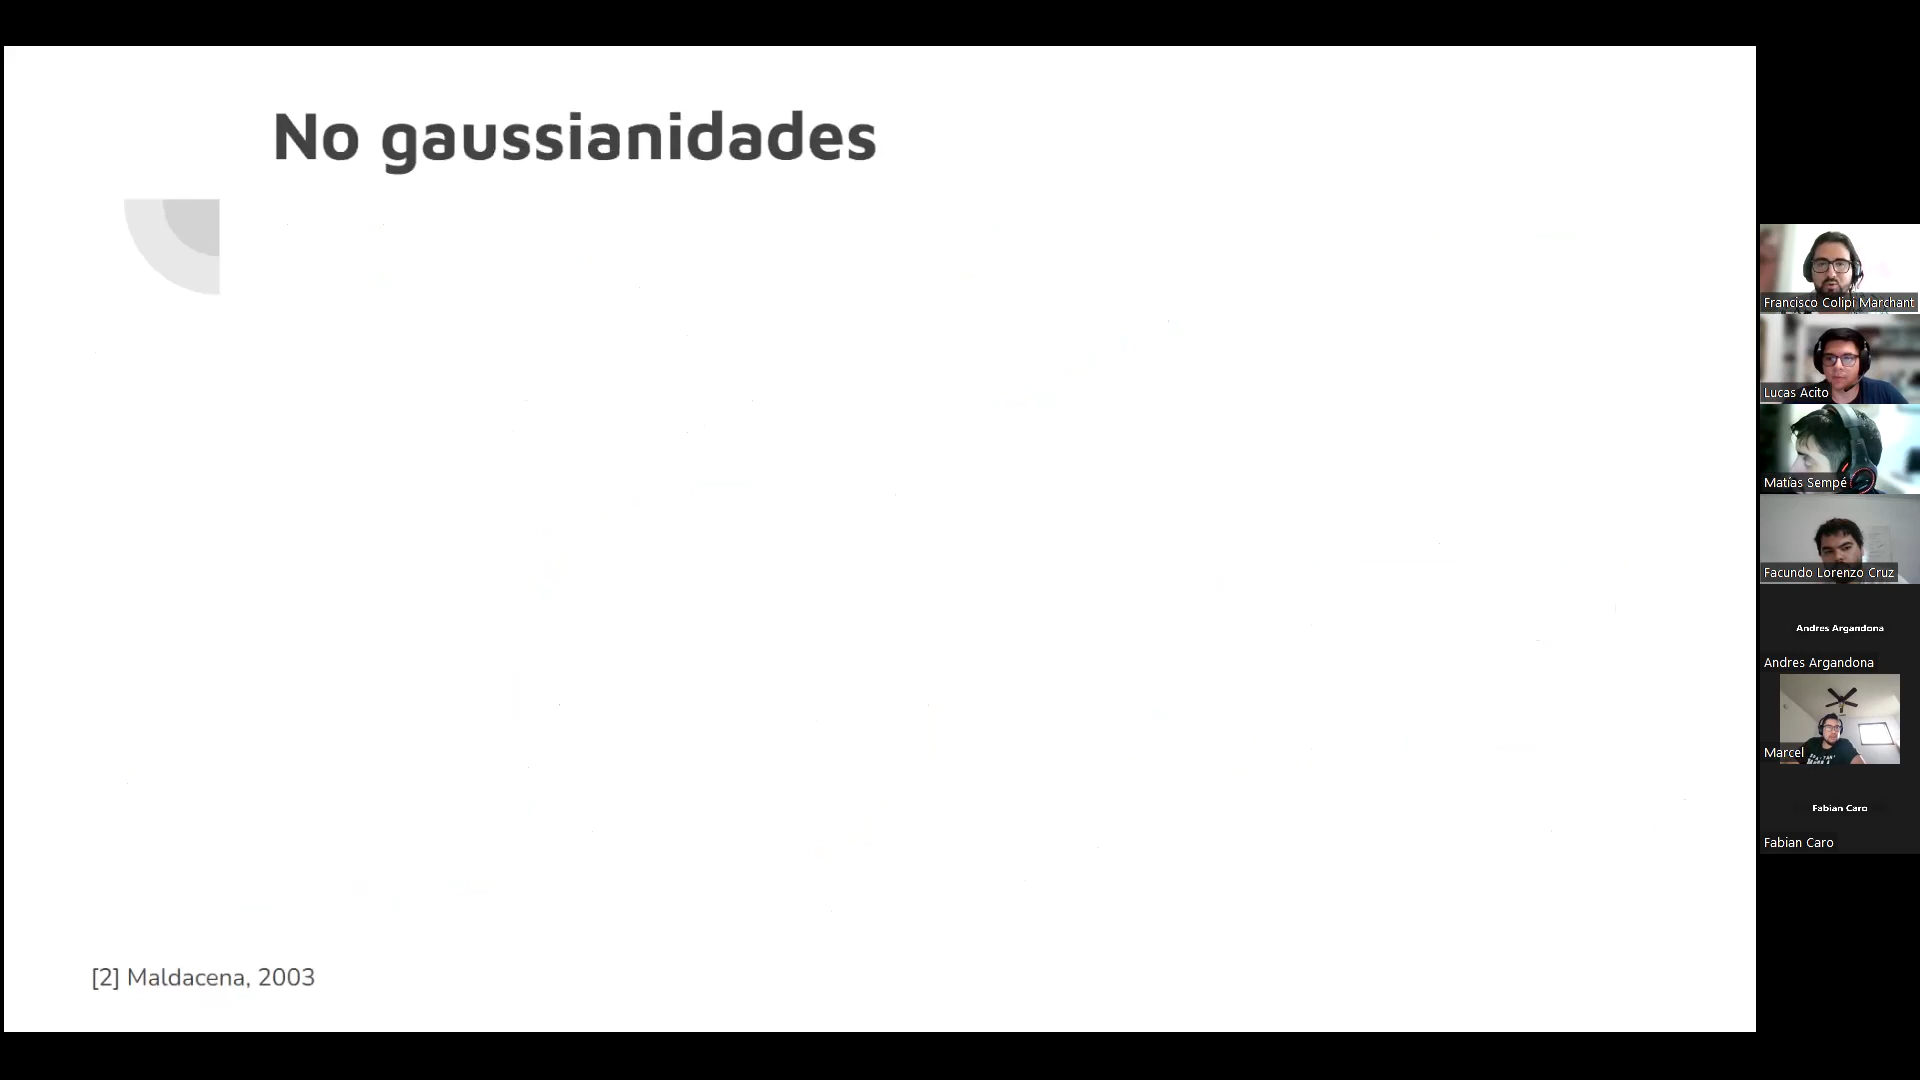 No gaussianidades
[2] Maldacena, 2003
Francisco Colipi Marchant
Lucas Acito
Matías Sempé
Facundo Lorenzo Cruz
Andres Argandona
Andres Argandona
Marcel
Fabian Caro
Fabian Caro